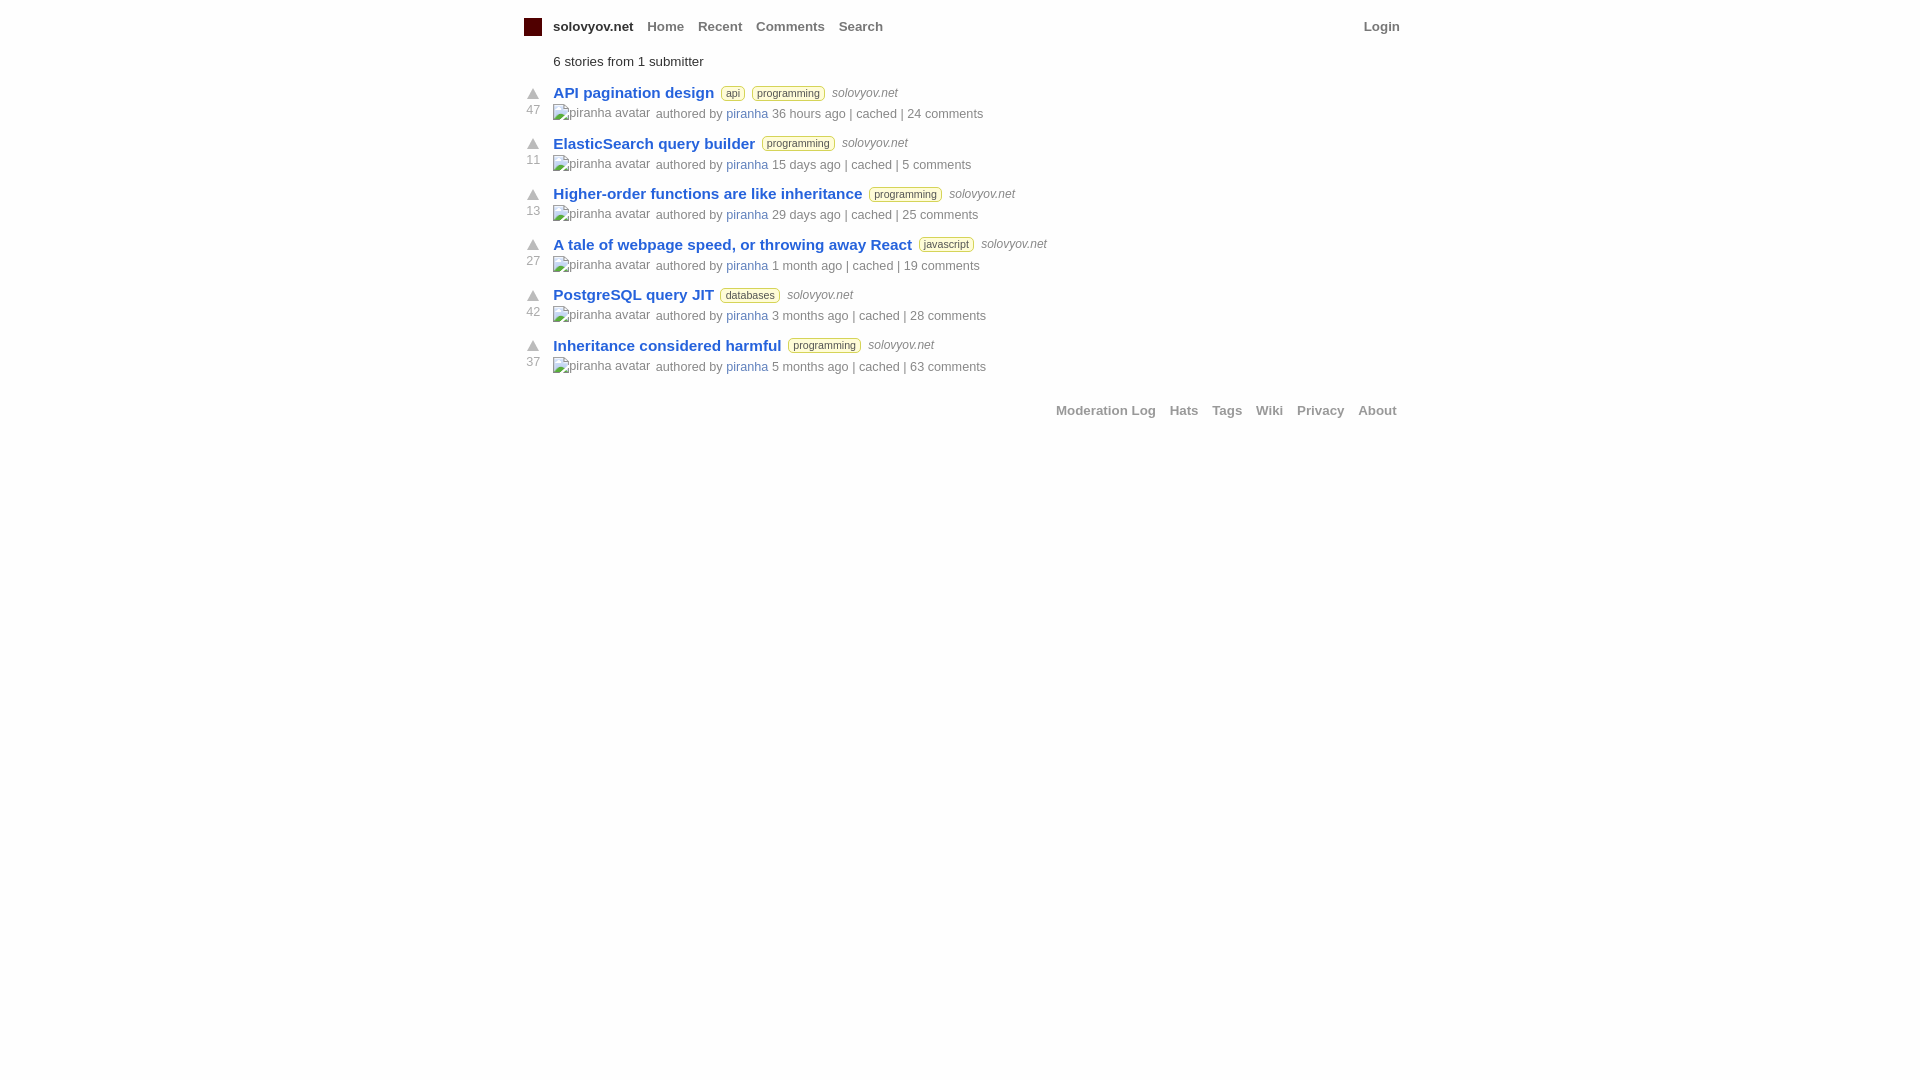 solovyov.net Home Recent Comments Search Login
6 stories from 1 submitter
API pagination design api programming solovyov.net
47
piranha avatar authored by piranha 36 hours ago | cached | 24 comments
ElasticSearch query builder programming solovyov.net
11
piranha avatar authored by piranha 15 days ago | cached | 5 comments
Higher-order functions are like inheritance programming solovyov.net
13
piranha avatar authored by piranha 29 days ago | cached | 25 comments
A tale of webpage speed, or throwing away React javascript solovyov.net
27
piranha avatar authored by piranha 1 month ago | cached | 19 comments
PostgreSQL query JIT databases solovyov.net
42
piranha avatar authored by piranha 3 months ago | cached | 28 comments
Inheritance considered harmful programming solovyov.net
37
piranha avatar authored by piranha 5 months ago | cached | 63 comments
Moderation Log Hats Tags Wiki Privacy About